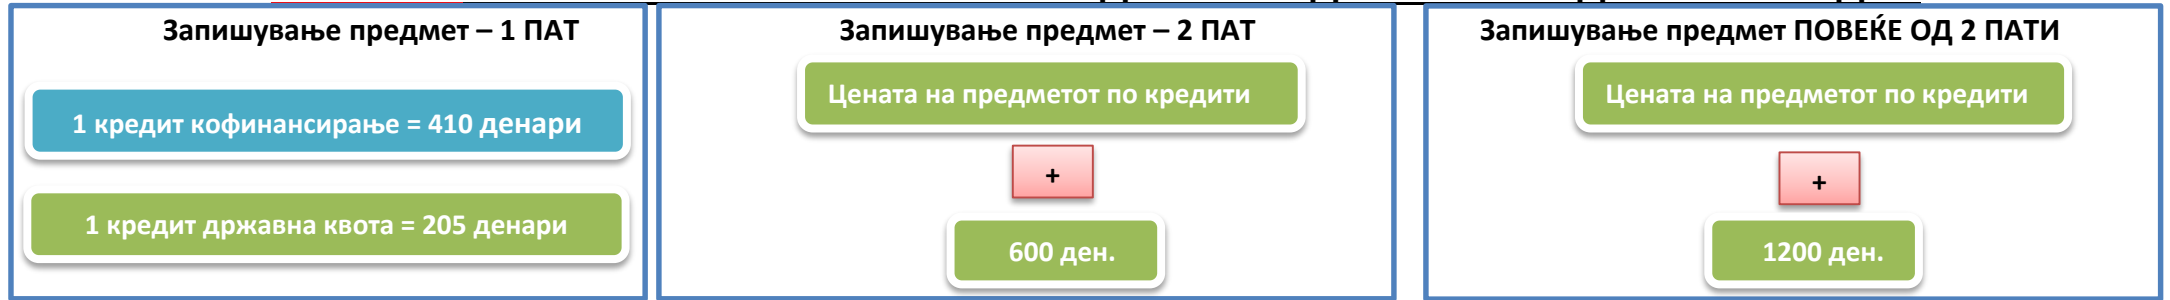 Запишување предмет – 1 ПАТ
1 кредит кофинансирање = 410 денари
1 кредит државна квота = 205 денари
Запишување предмет – 2 ПАТ
Цената на предметот по кредити
+
600 ден.
Запишување предмет ПОВЕЌЕ ОД 2 ПАТИ
Цената на предметот по кредити
+
1200 ден.